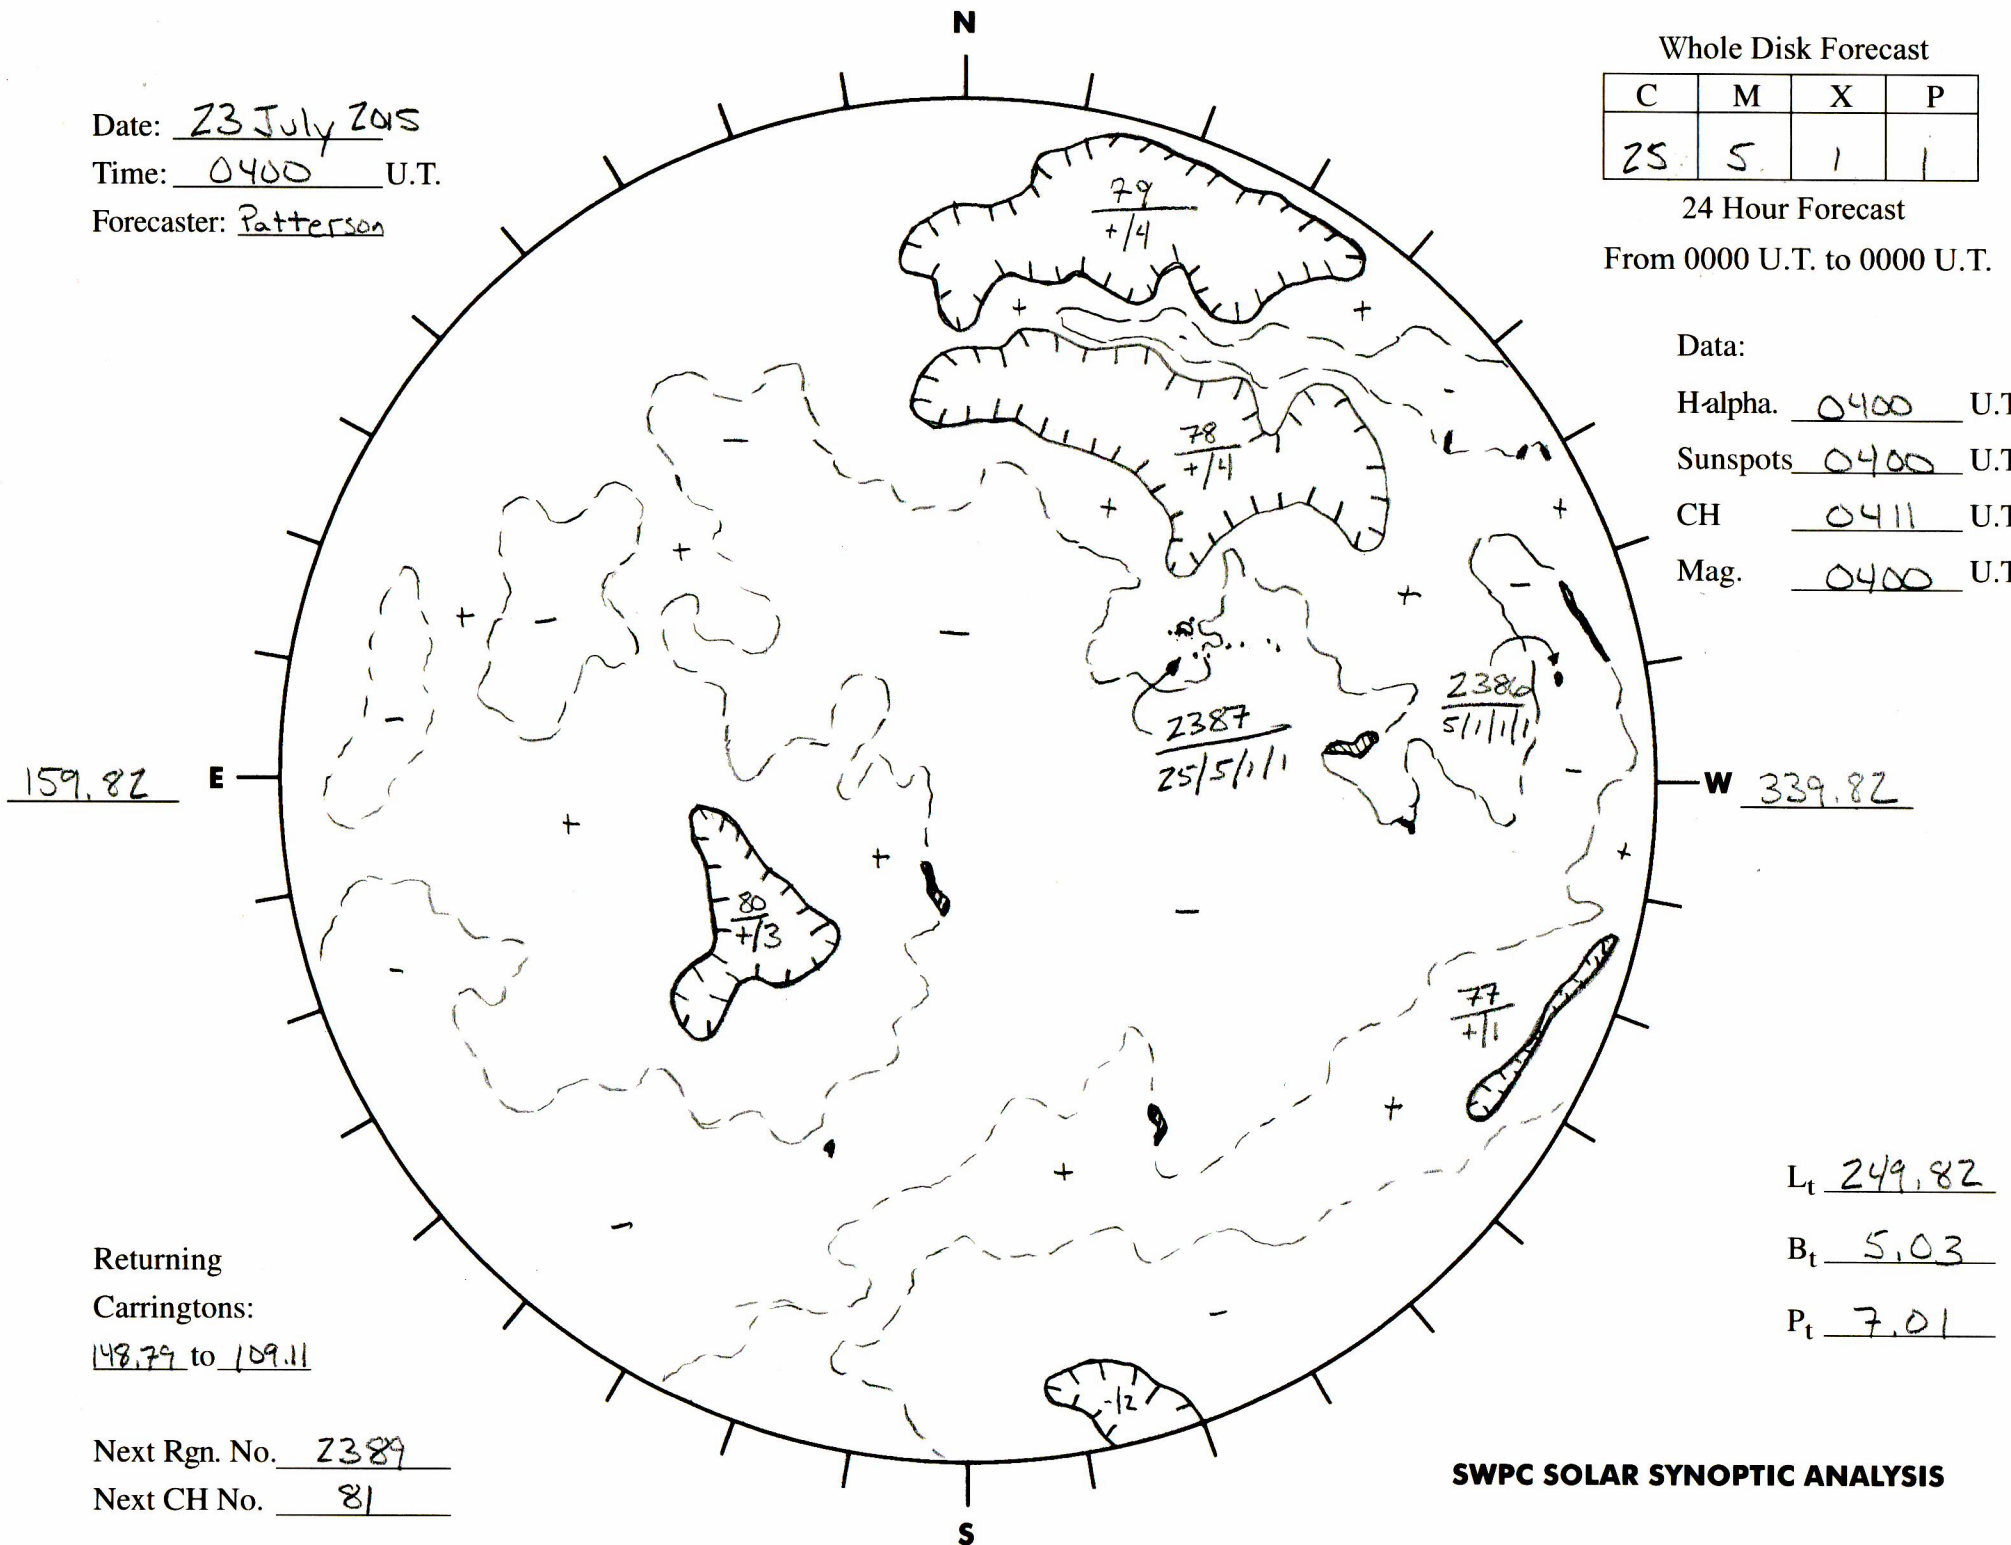 N
Whole Disk Forecast
C M X P
25 5 1 1
24 Hour Forecast
From 0000 U.T. to 0000 U.T.
Date: 23 July 2015
Time: 0400 U.T.
Forecaster: Patterson
Data:
H-alpha. 0400 U.T
Sunspots 0400 U.T
CH 0411 U.T
Mag. 0400 U.T
79
+/4
+ +
-
-
78
+/4
-
+ +
+
+ - - + -
-
2386
5/1/1/1
2387
25/5/1/1
-
-
159.82 E
W 339.82
+
+
+
80
+/3
-
-
77
+/1
+
+
-
-
-/2
Lt 249.82
Bt 5.03
Pt 7.01
Returning
Carringtons:
148.79 to 109.11
Next Rgn. No. 2389
Next CH No. 81
SWPC SOLAR SYNOPTIC ANALYSIS
S